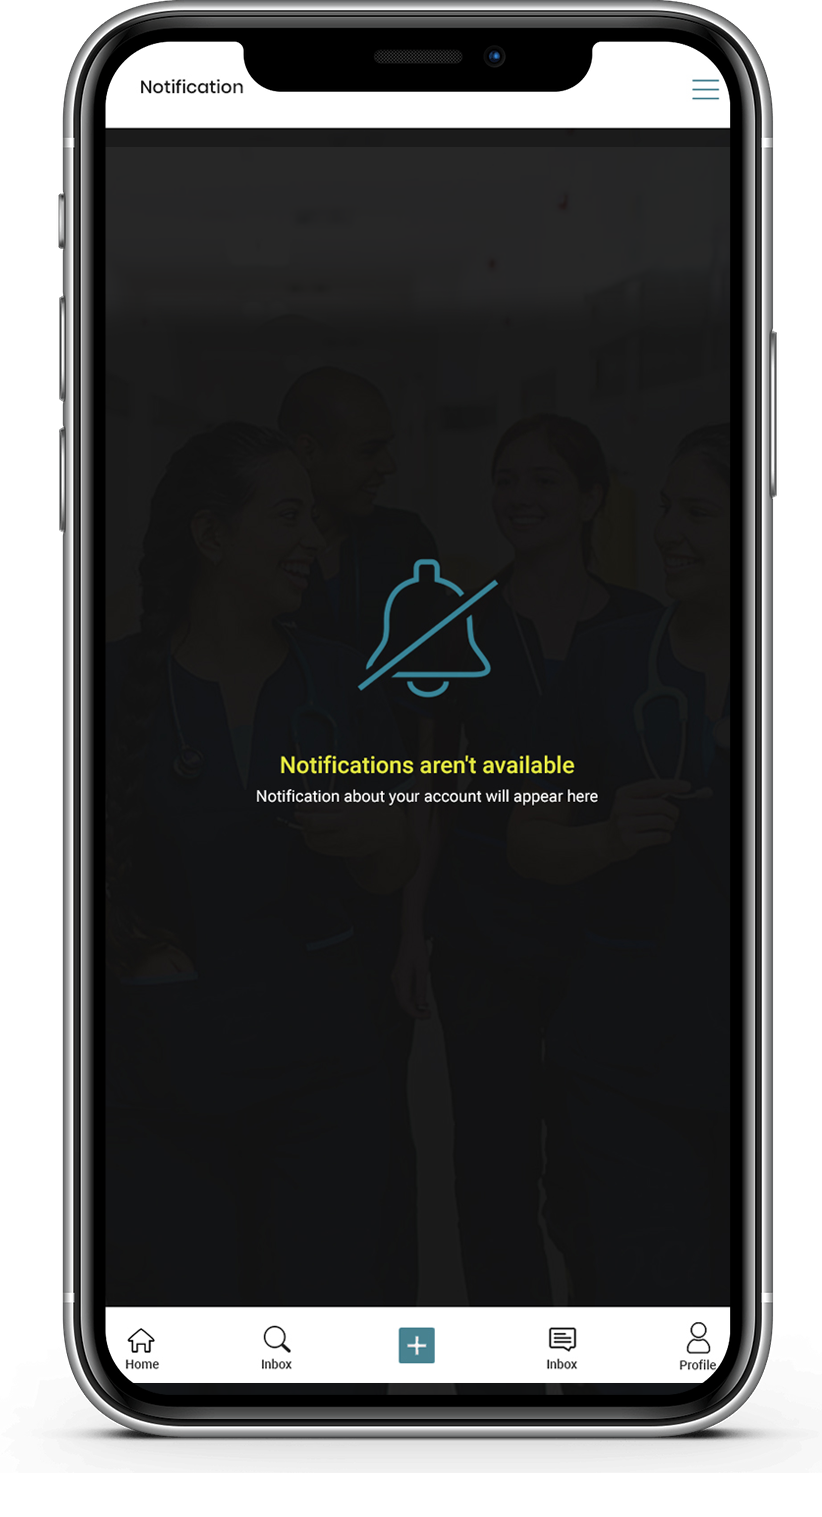 Notification
Notifications aren't available
Notification about your account will appear here
Home
Inbox
Inbox
Profile